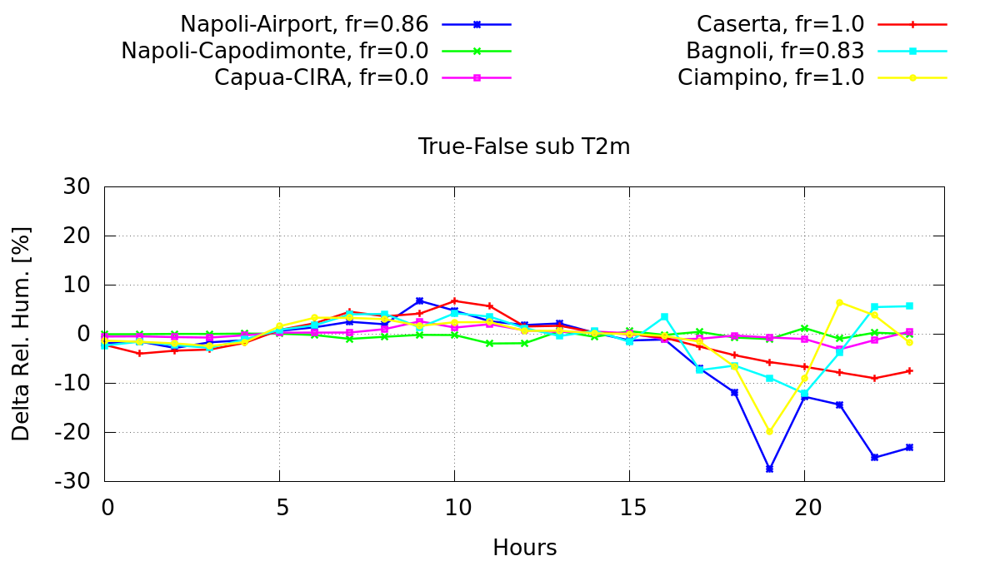 Napoli-Airport, fr=0.86
Napoli-Capodimonte, fr=0.0
Capua-CIRA, fr=0.0
Caserta, fr=1.0
Bagnoli, fr=0.83
Ciampino, fr=1.0
True-False sub T2m
Delta Rel. Hum. [%]
30
20
10
0
-10
-20
-30
0 5 10 15 20
Hours